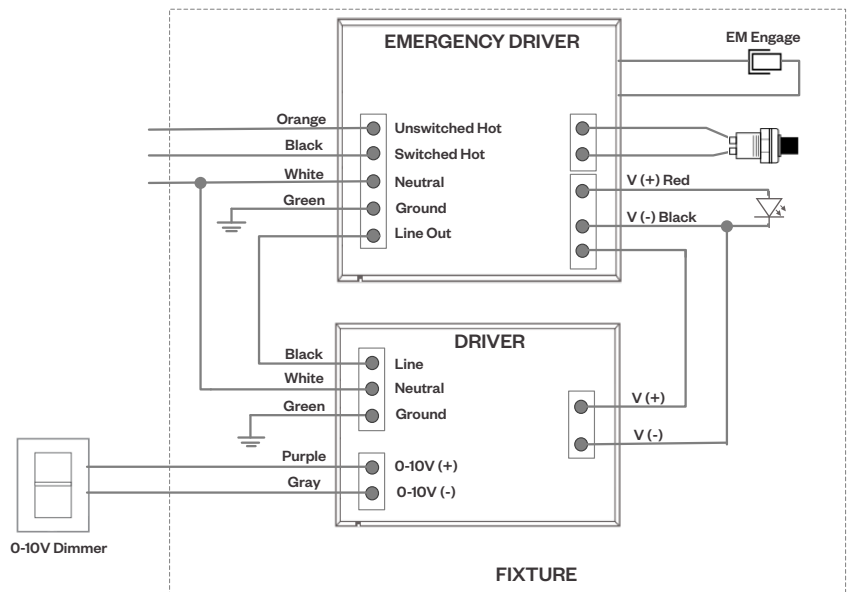 EMERGENCY DRIVER
EM Engage
Orange
Unswitched Hot
Black
Switched Hot
White
Neutral
V (+) Red
Green
Ground
V (-) Black
Line Out
DRIVER
Black
Line
White
Neutral
V (+)
Green
Ground
V (-)
Purple
0-10V (+)
Gray
0-10V (-)
0-10V Dimmer
FIXTURE